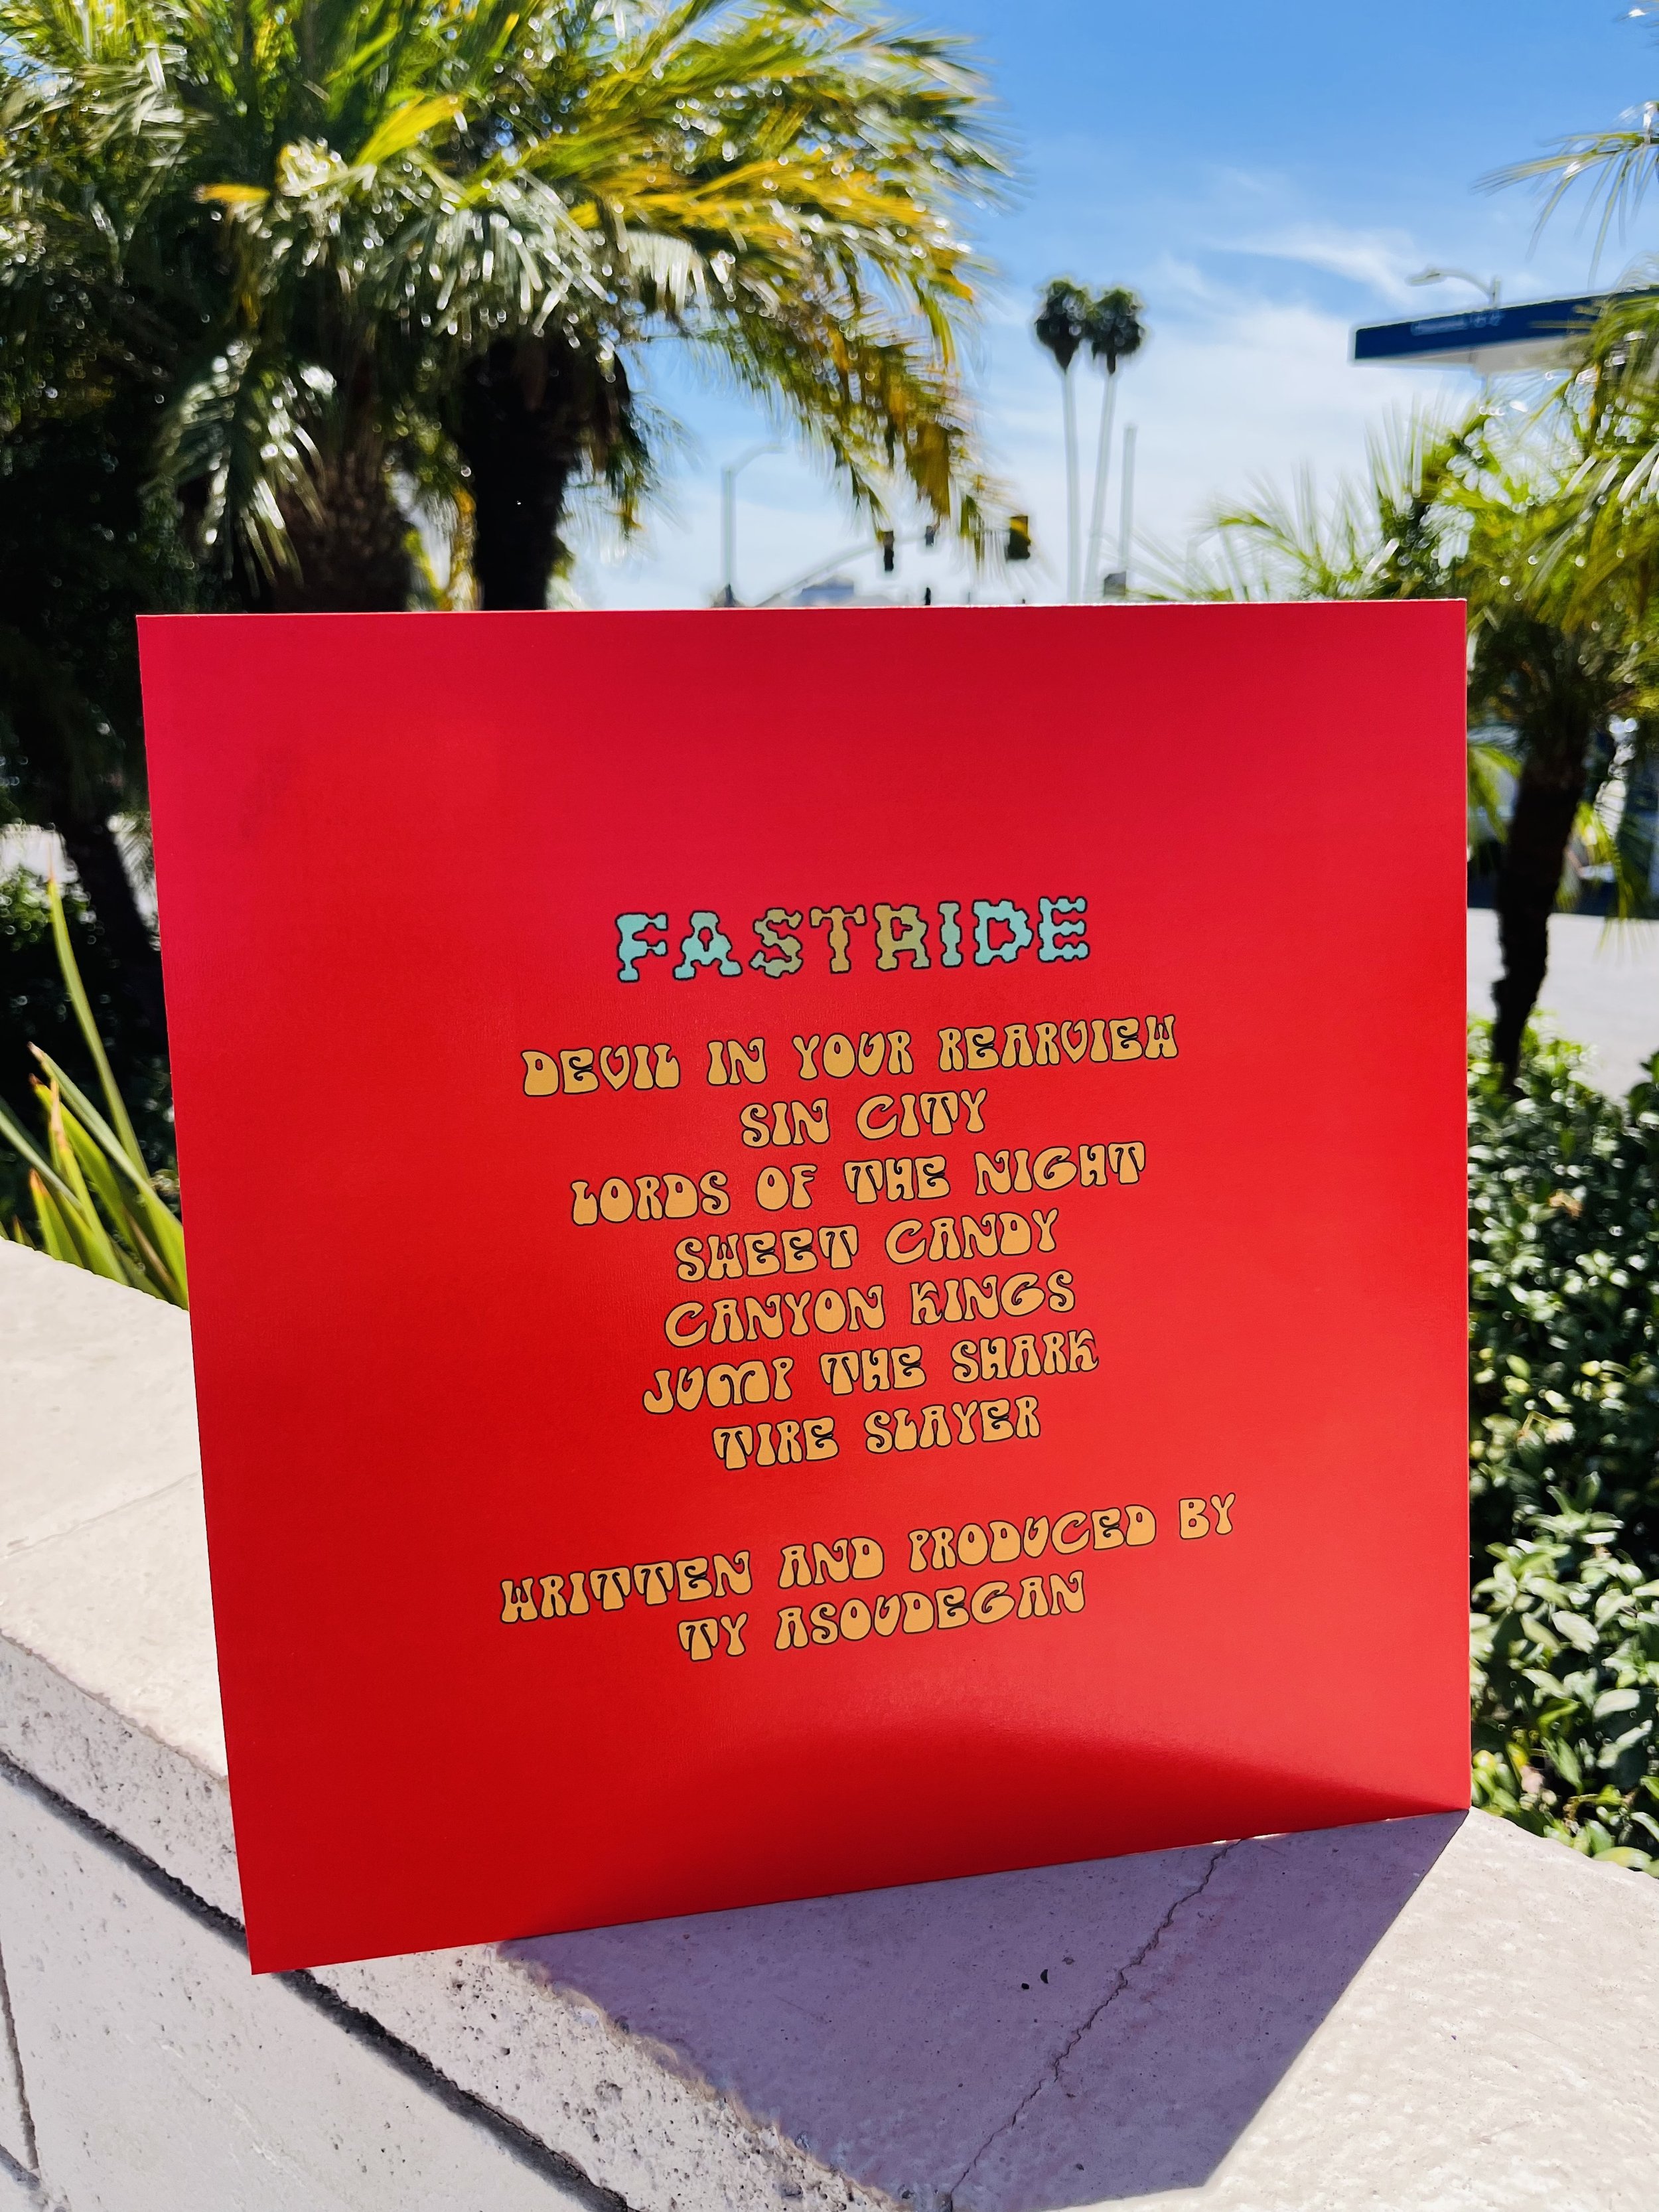 FASTRIDE
DEVIL IN YOUR REARVIEW
SIN CITY
LORDS OF THE NIGHT
SWEET CANDY
CANYON KINGS
JUMP THE SHARK
TIRE SLAYER
WRITTEN AND PRODUCED BY
TY ASOUDEGAN